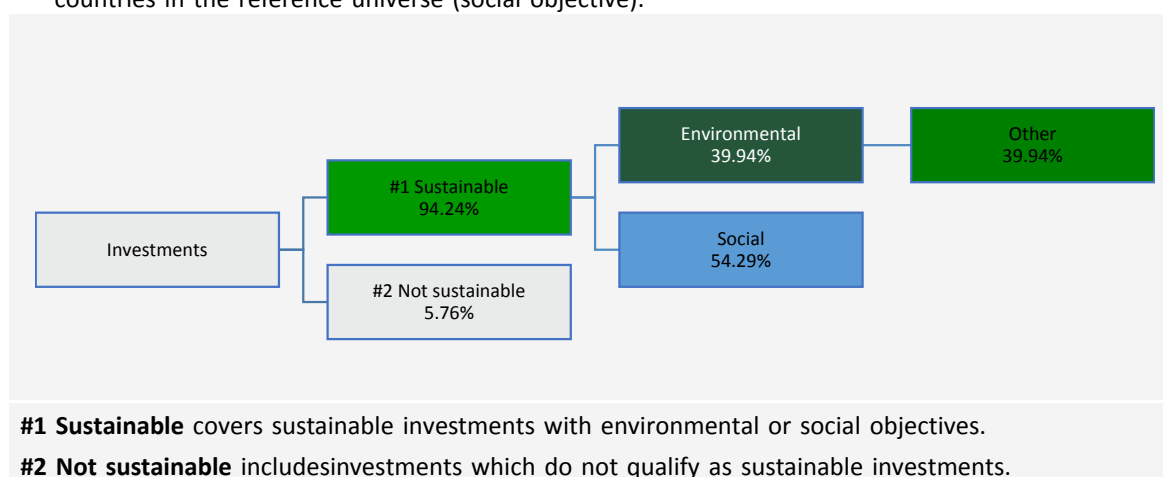 countries in the reference universe (social objective).
Environmental
39.94%
Other
39.94%
#1 Sustainable
94.24%
Investments
Social
54.29%
#2 Not sustainable
5.76%
#1 Sustainable covers sustainable investments with environmental or social objectives.
#2 Not sustainable includesinvestments which do not qualify as sustainable investments.